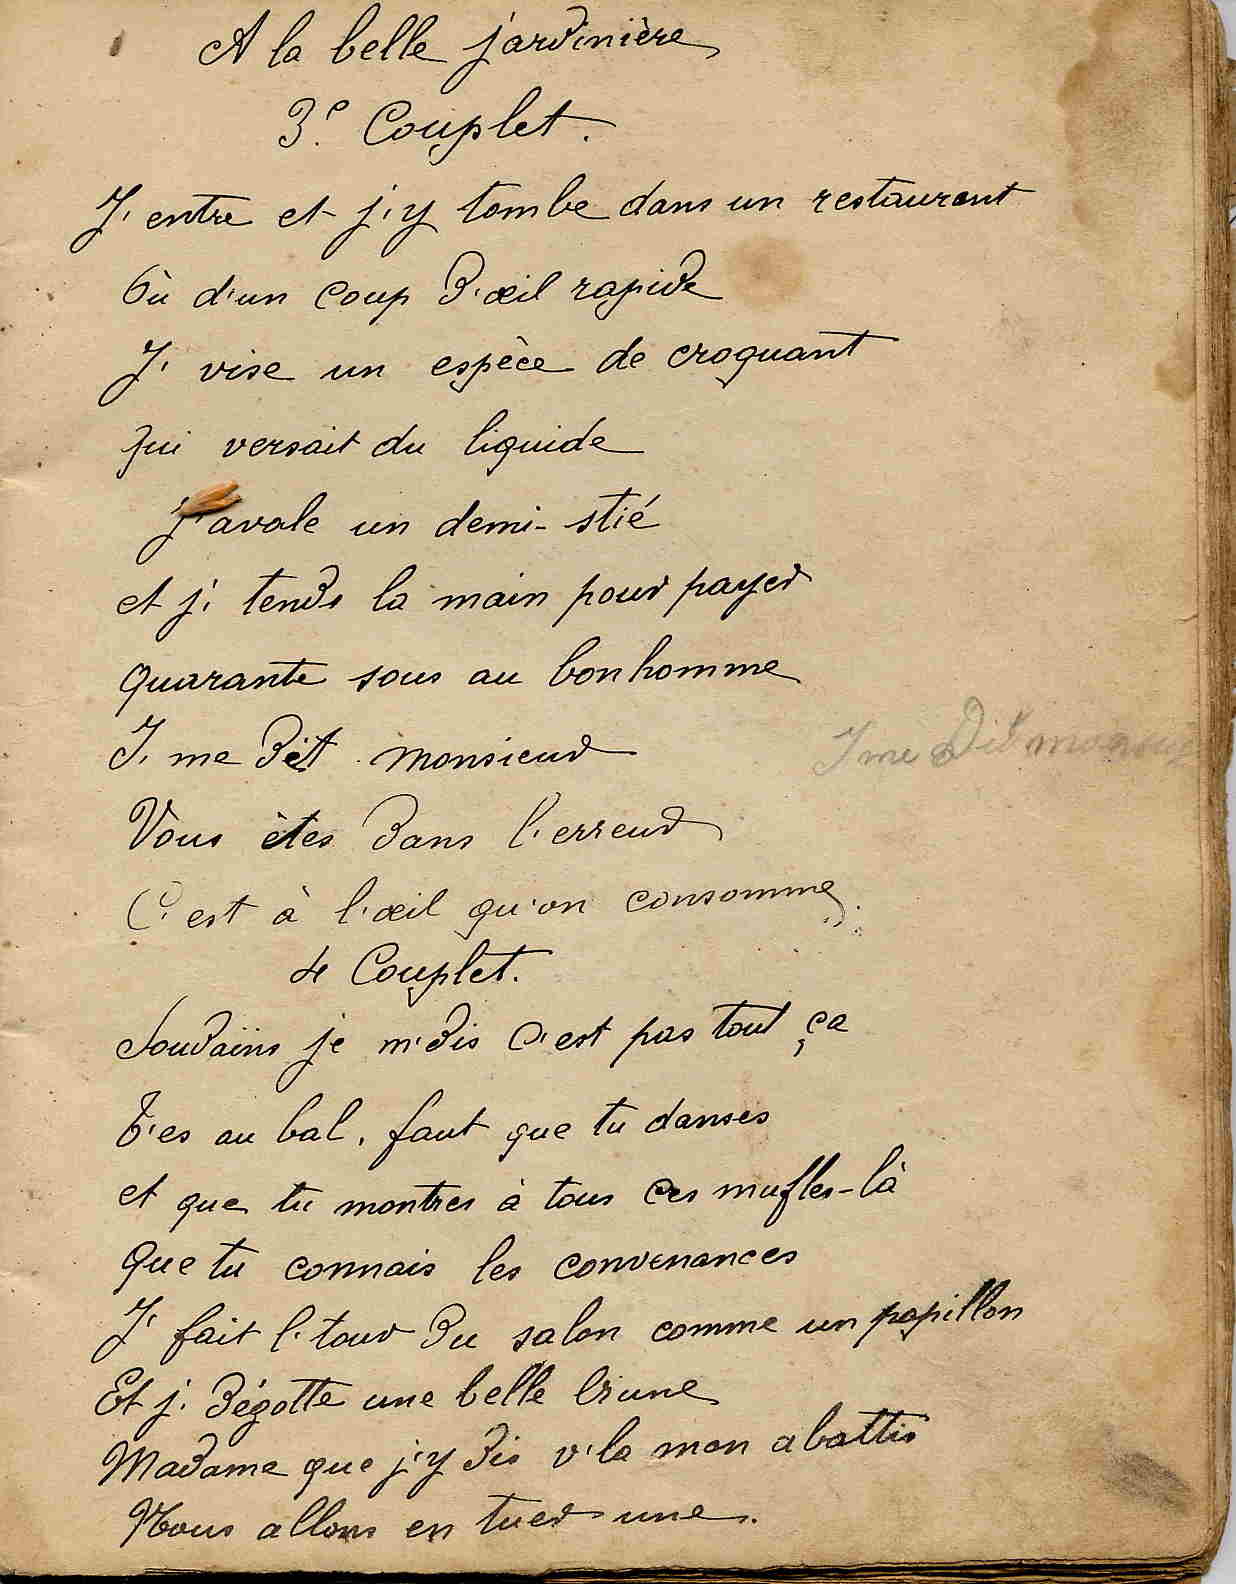 A la belle jardinière
3e Couplet.
J' entre et j'y tombe dans un restaurant
Où d'un coup d'œil rapide
J' vise un espèce de croquant
qui versait du liquide
J'avale un demi-stié
et j' tends la main pour payer
quarante sous au bonhomme
I' me dit monsieur
I me dit monsieur
Vous êtes dans l'erreur
C'est à l'œil qu'on consomme.
4e Couplet.
Soudains je m'dis C'est pas tout ça
T'es au bal, faut que tu danses
et que tu montres à tous ces mufles-là
que tu connais les convenances
J' fait l' tour du salon comme un papillon
Et j' dégotte une belle brune
Madame que j'y dis v'la mon abattis
Nous allons en tuer une.